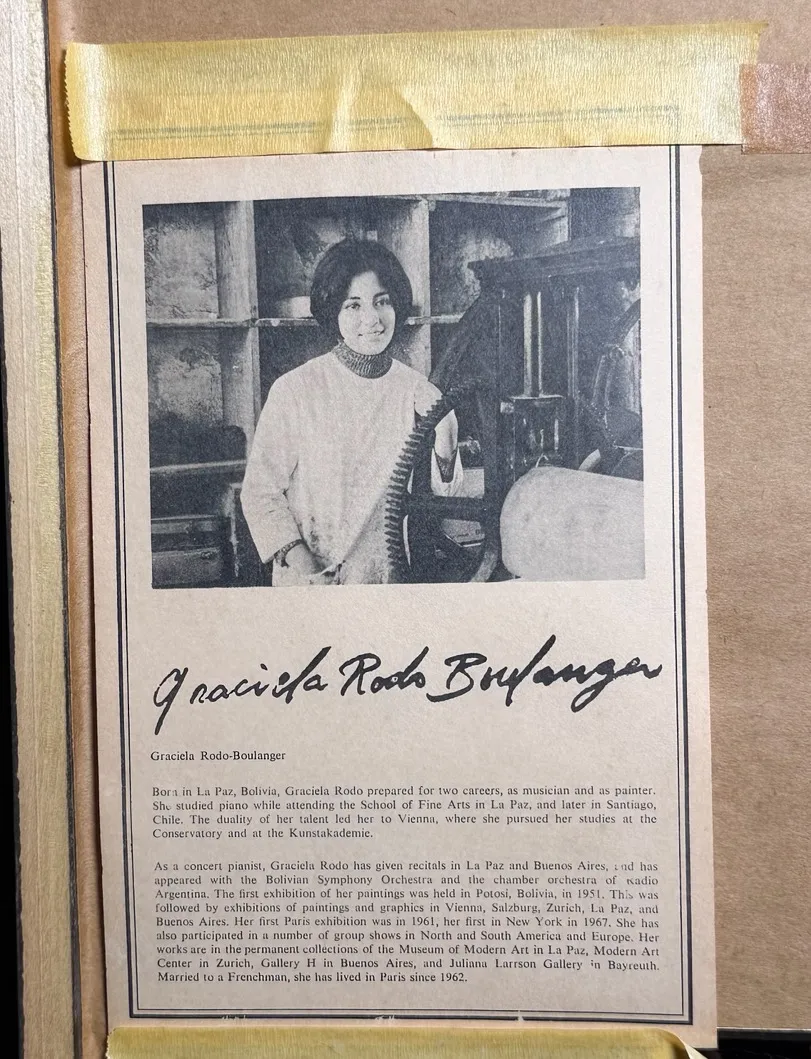 Graciela Rodo Boulanger
Graciela Rodo-Boulanger
Born in La Paz, Bolivia, Graciela Rodo prepared for two careers, as musician and as painter.
She studied piano while attending the School of Fine Arts in La Paz, and later in Santiago,
Chile. The duality of her talent led her to Vienna, where she pursued her studies at the
Conservatory and at the Kunstakademie.
As a concert pianist, Graciela Rodo has given recitals in La Paz and Buenos Aires, and has
appeared with the Bolivian Symphony Orchestra and the chamber orchestra of Radio
Argentina. The first exhibition of her paintings was held in Potosi, Bolivia, in 1951. This was
followed by exhibitions of paintings and graphics in Vienna, Salzburg, Zurich, La Paz, and
Buenos Aires. Her first Paris exhibition was in 1961, her first in New York in 1967. She has
also participated in a number of group shows in North and South America and Europe. Her
works are in the permanent collections of the Museum of Modern Art in La Paz, Modern Art
Center in Zurich, Gallery H in Buenos Aires, and Juliana Larrson Gallery in Bayreuth.
Married to a Frenchman, she has lived in Paris since 1962.